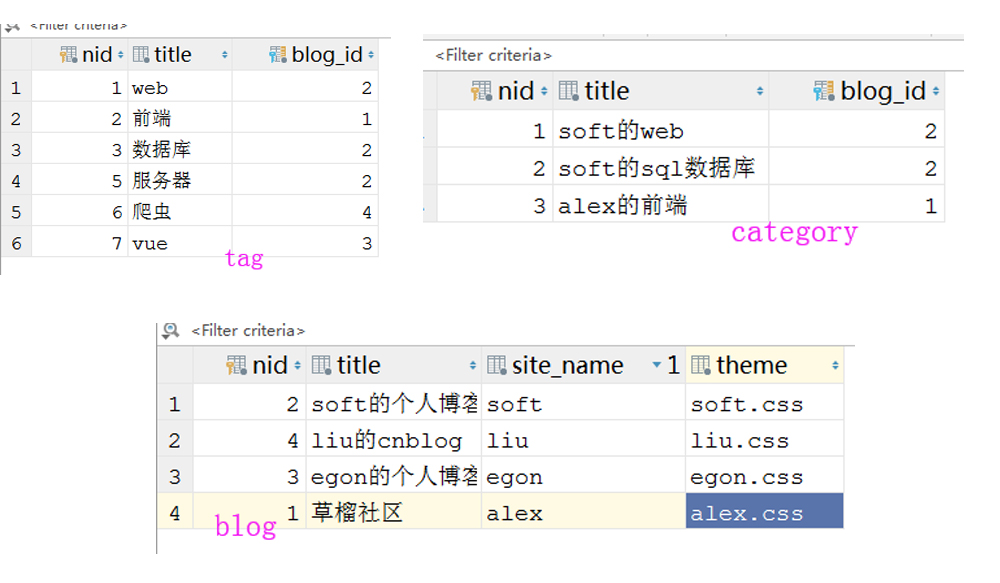 <Filter criteria>
nid title blog_id
1 1 web 2
2 2 前端 1
3 3 数据库 2
4 5 服务器 2
5 6 爬虫 4
6 7 vue 3
tag
<Filter criteria>
nid title blog_id
1 soft的web 2
2 soft的sql数据库 2
3 alex的前端 1
category
<Filter criteria>
nid title site_name 1 theme
1 2 soft的个人博客 soft soft.css
2 4 liu的cnblog liu liu.css
3 3 egon的个人博客 egon egon.css
4 1 草榴社区 alex alex.css
blog